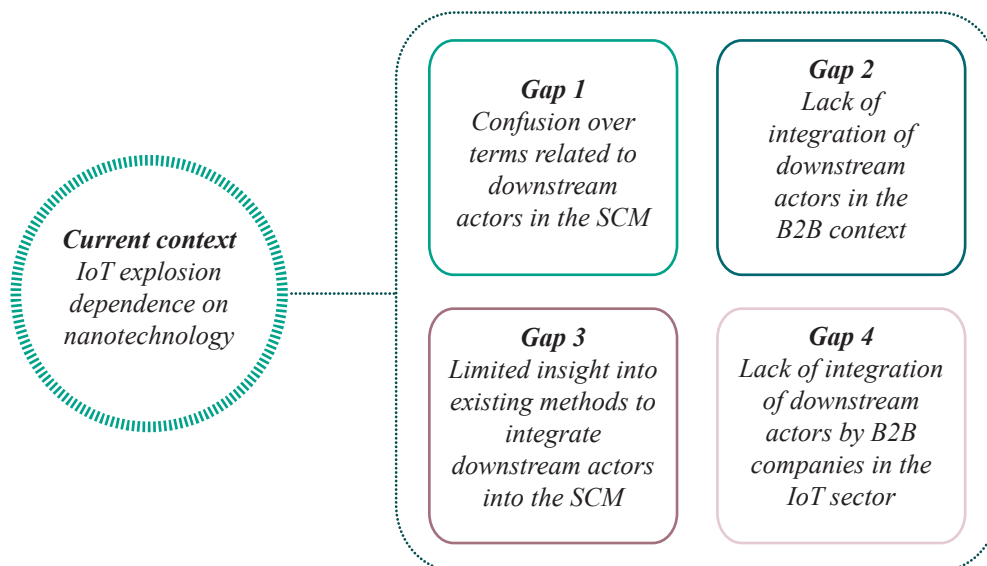 Current context
IoT explosion
dependence on
nanotechnology
Gap 1
Confusion over
terms related to
downstream
actors in the SCM
Gap 2
Lack of
integration of
downstream
actors in the
B2B context
Gap 3
Limited insight into
existing methods to
integrate
downstream actors
into the SCM
Gap 4
Lack of integration
of downstream
actors by B2B
companies in the
IoT sector